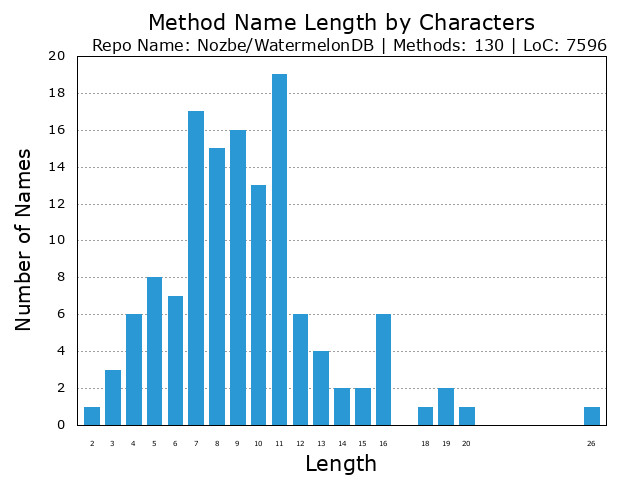 Method Name Length by Characters
Repo Name: Nozbe/WatermelonDB | Methods: 130 | LoC: 7596
20
18
16
14
12
10
8
6
4
2
0
Number of Names
2 3 4 5 6 7 8 9 10 11 12 13 14 15 16 18 19 20 26
Length